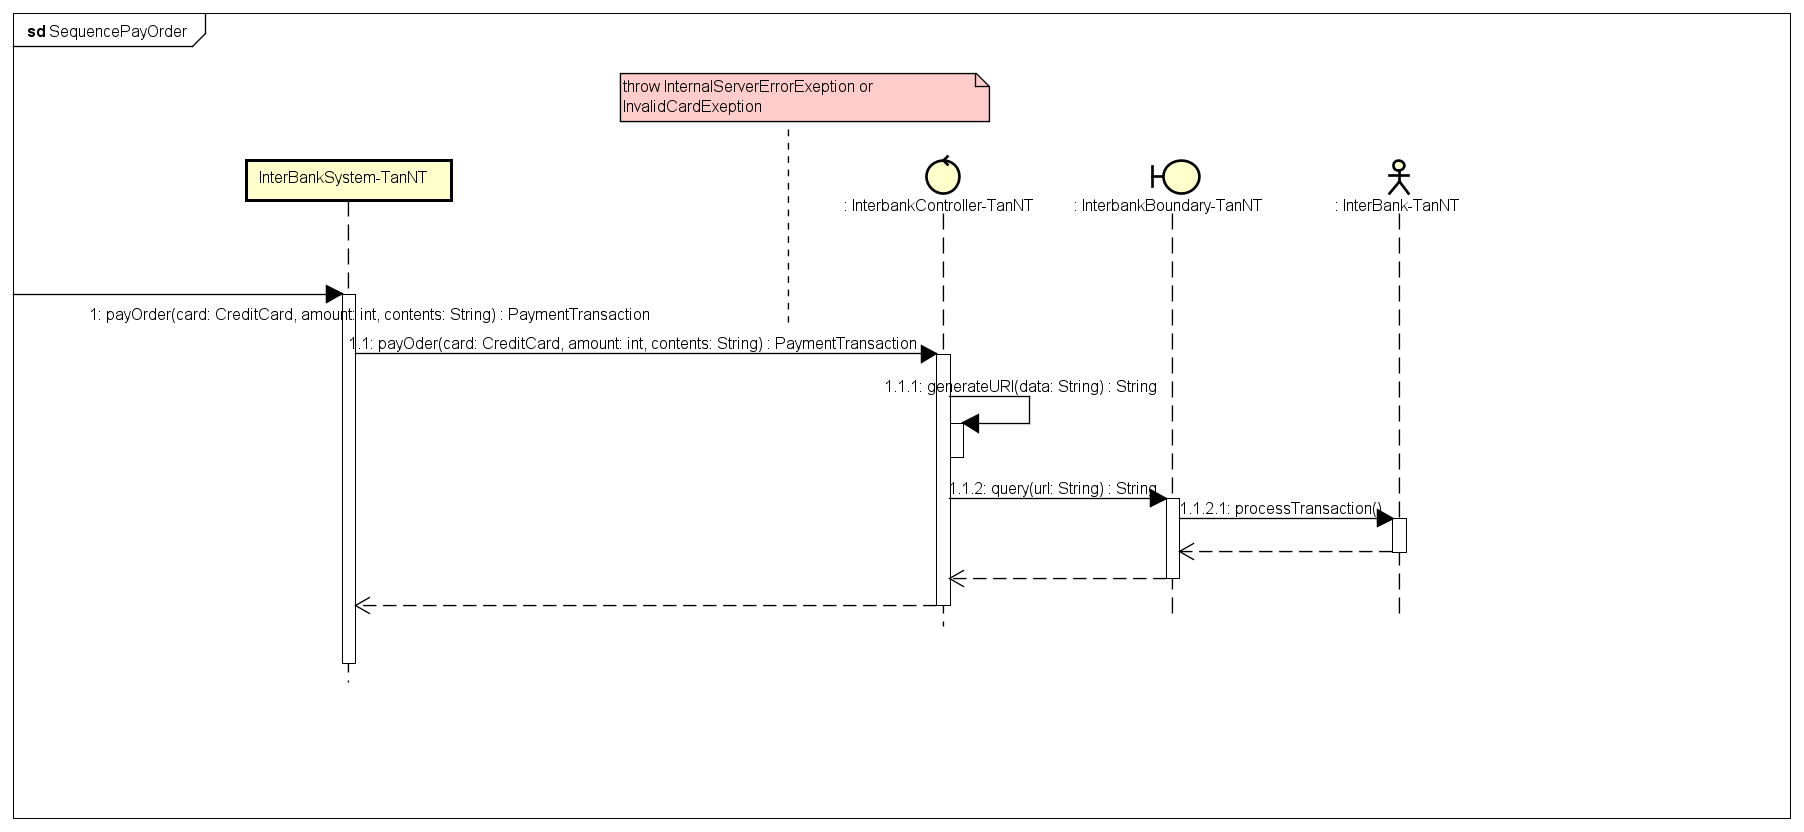 sd SequencePayOrder
throw InternalServerErrorExeption or
InvalidCardExeption
InterBankSystem-TanNT
: InterbankController-TanNT
: InterbankBoundary-TanNT
: InterBank-TanNT
1: payOrder(card: CreditCard, amount: int, contents: String) : PaymentTransaction
1.1: payOder(card: CreditCard, amount: int, contents: String) : PaymentTransaction
1.1.1: generateURl(data: String) : String
1.1.2: query(url: String) : String
1.1.2.1: processTransaction()